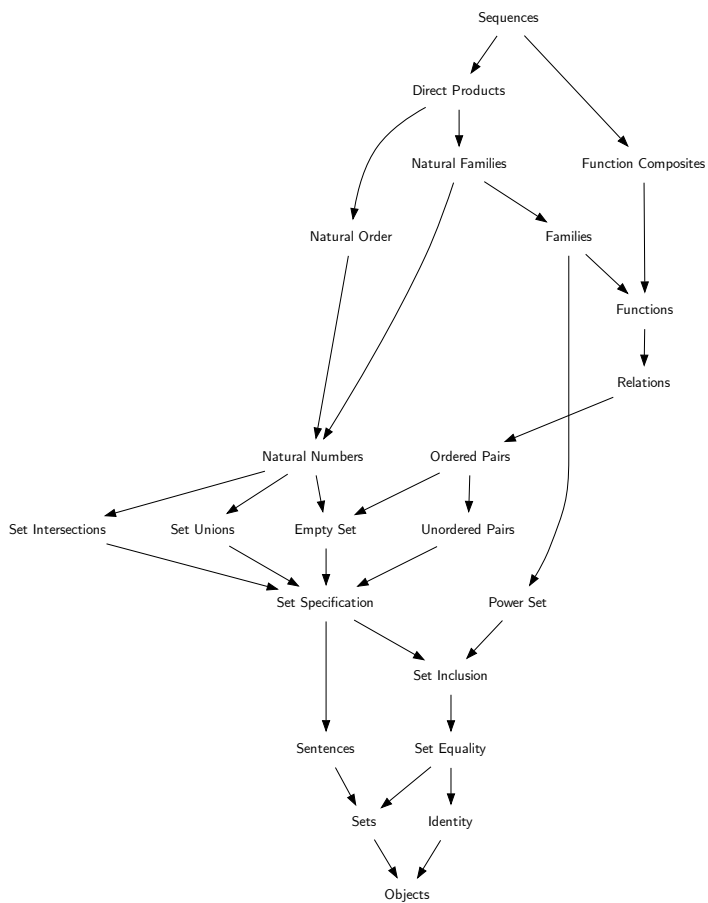 Sequences
Direct Products
Natural Families
Function Composites
Natural Order
Families
Functions
Relations
Natural Numbers
Ordered Pairs
Set Intersections
Set Unions
Empty Set
Unordered Pairs
Set Specification
Power Set
Set Inclusion
Sentences
Set Equality
Sets
Identity
Objects